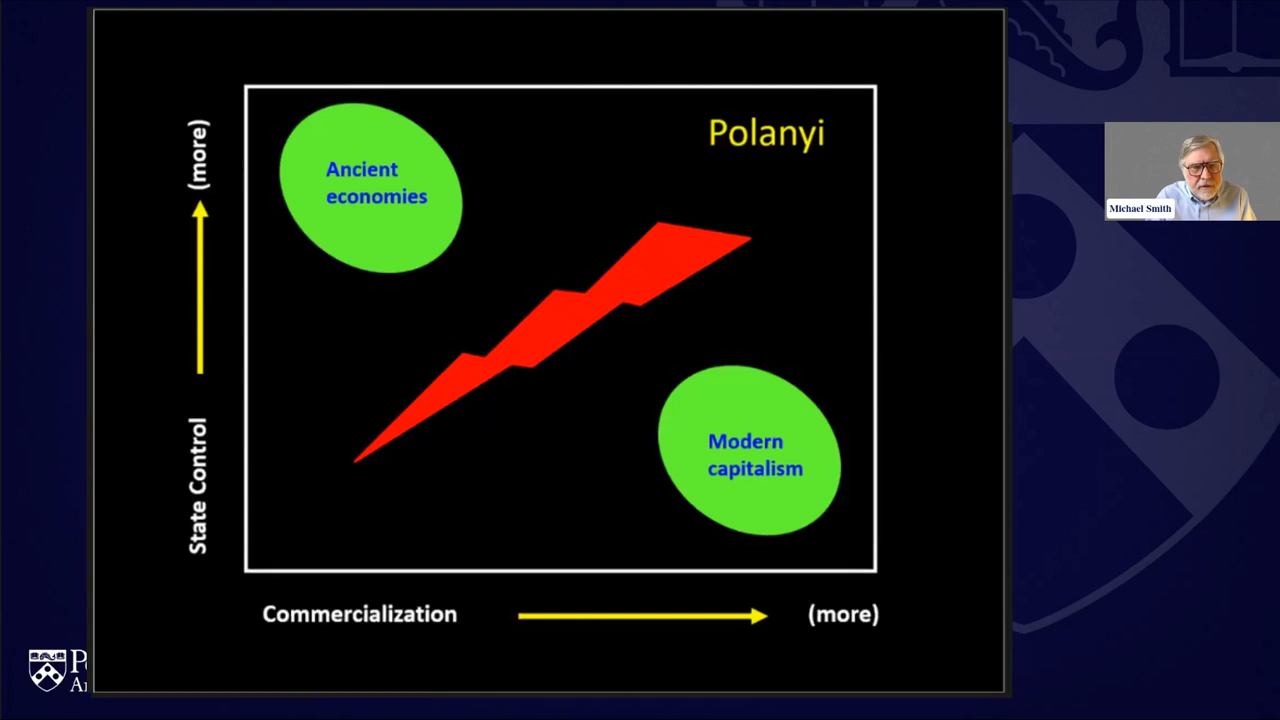 Polanyi
Ancient
economies
Modern
capitalism
State Control
(more)
Commercialization
(more)
Michael Smith